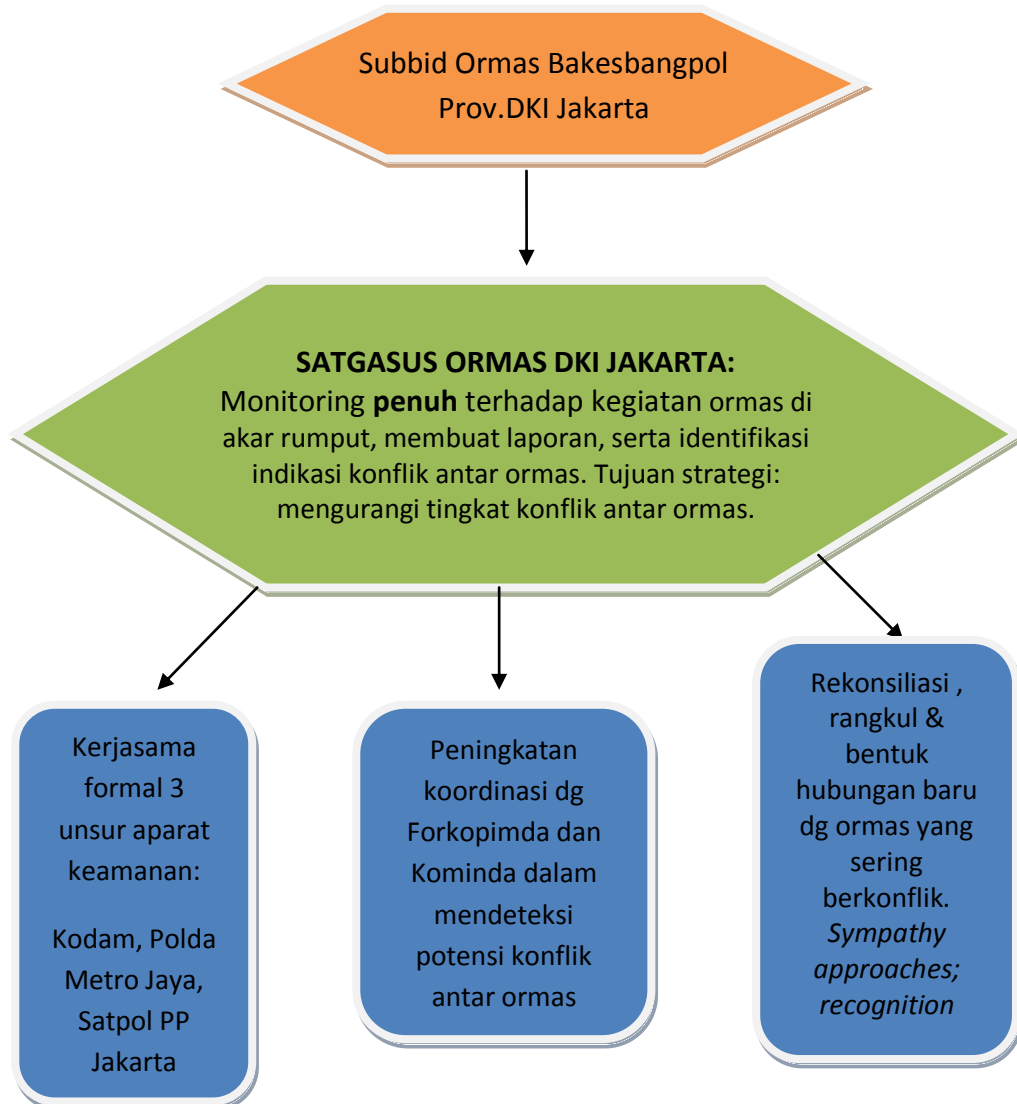 Subbid Ormas Bakesbangpol
Prov.DKI Jakarta
SATGASUS ORMAS DKI JAKARTA:
Monitoring penuh terhadap kegiatan ormas di
akar rumput, membuat laporan, serta identifikasi
indikasi konflik antar ormas. Tujuan strategi:
mengurangi tingkat konflik antar ormas.
Kerjasama
formal 3
unsur aparat
keamanan:
Kodam, Polda
Metro Jaya,
Satpol PP
Jakarta
Peningkatan
koordinasi dg
Forkopimda dan
Kominda dalam
mendeteksi
potensi konflik
antar ormas
Rekonsiliasi ,
rangkul &
bentuk
hubungan baru
dg ormas yang
sering
berkonflik.
Sympathy
approaches;
recognition